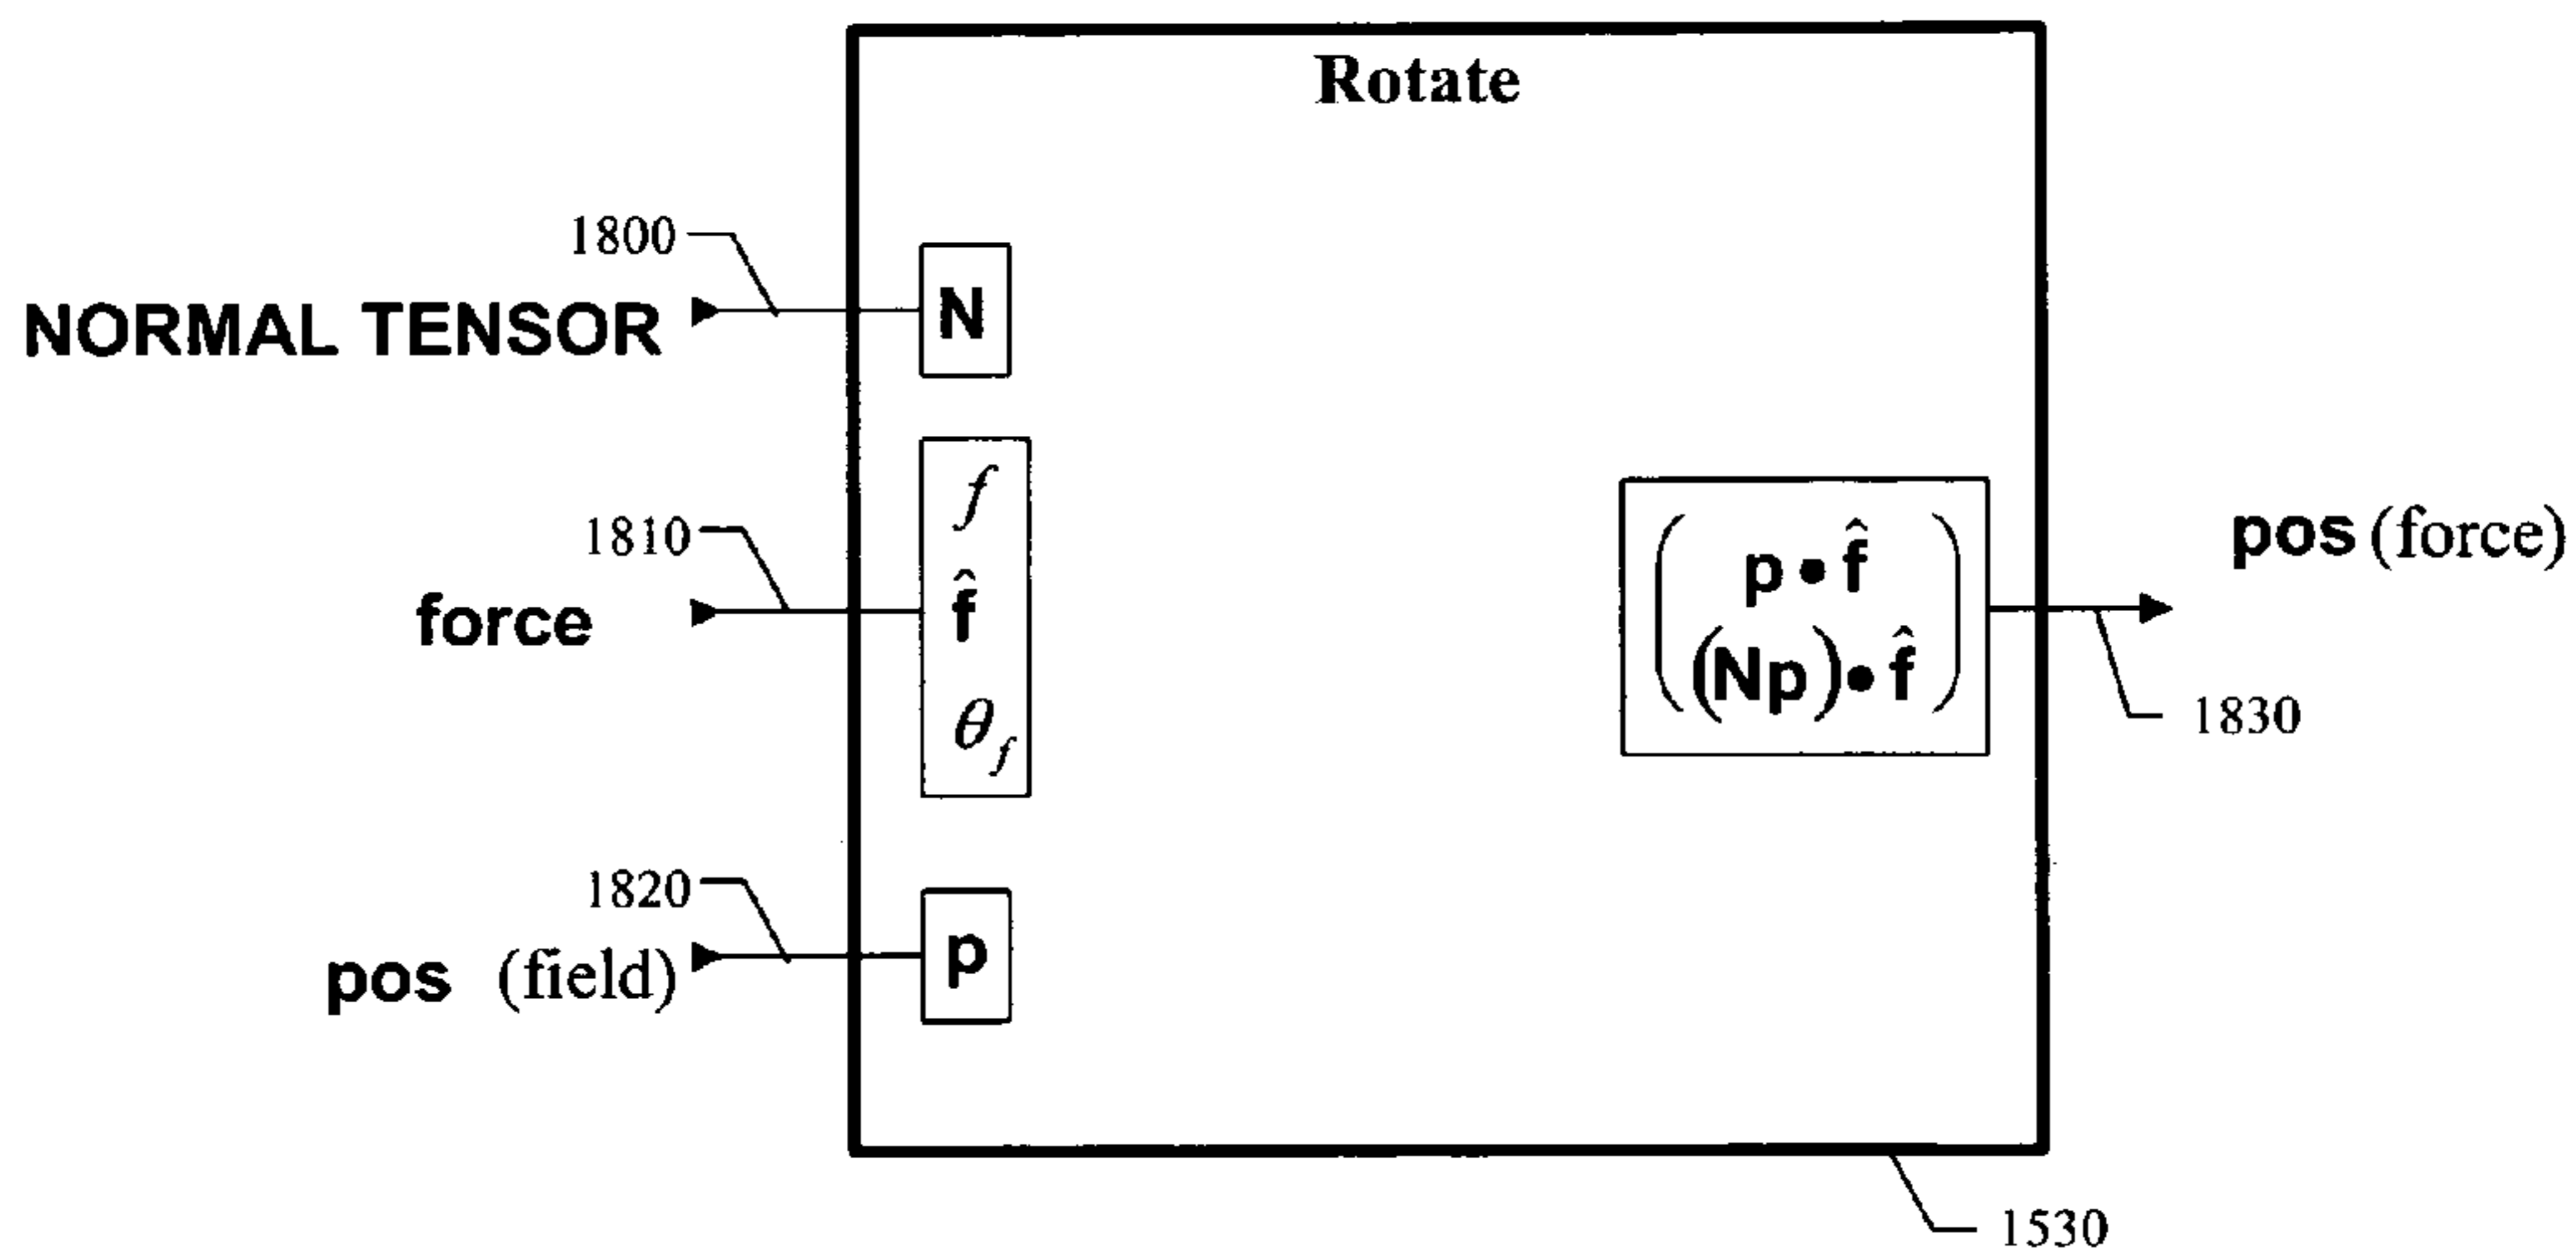 Rotate
1800
NORMAL TENSOR
N
f
1810
force
f̂
θ_f
p • f̂
(Np) • f̂
pos (force)
1830
1820
pos (field)
p
1530